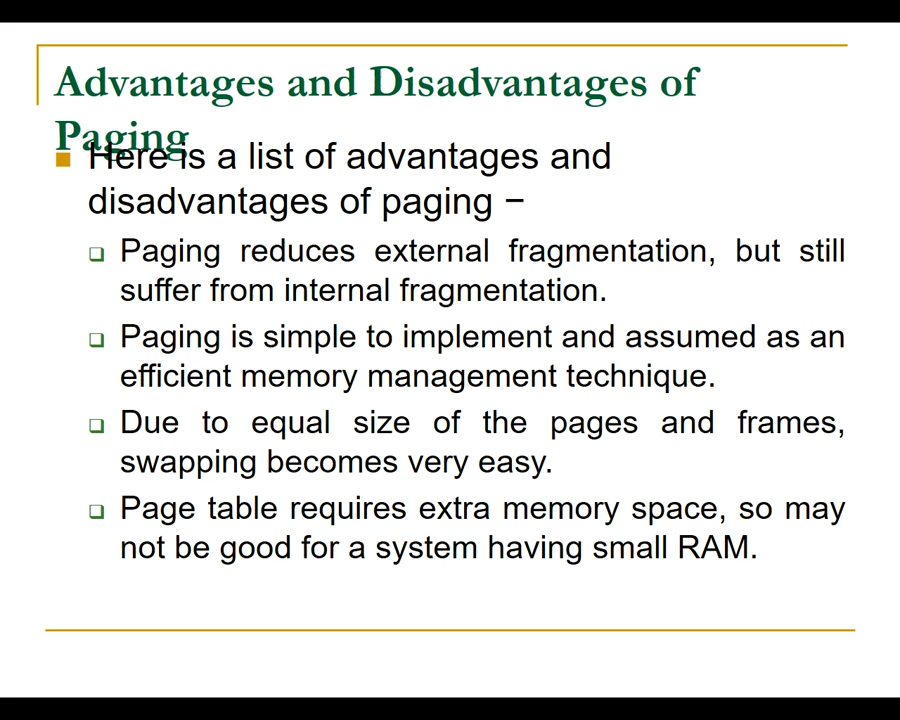 Advantages and Disadvantages of
Paging
Here is a list of advantages and
disadvantages of paging −
Paging reduces external fragmentation, but still
suffer from internal fragmentation.
Paging is simple to implement and assumed as an
efficient memory management technique.
Due to equal size of the pages and frames,
swapping becomes very easy.
Page table requires extra memory space, so may
not be good for a system having small RAM.